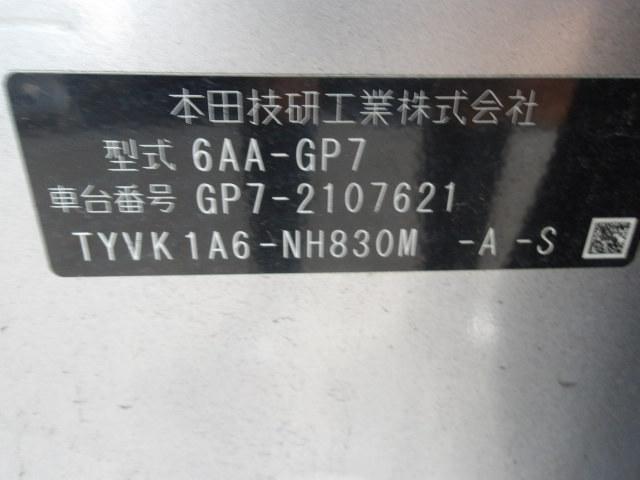 本田技研工業株式会社
型式 6AA-GP7
車台番号 GP7-2107621
TYVK1A6-NH830M -A -S